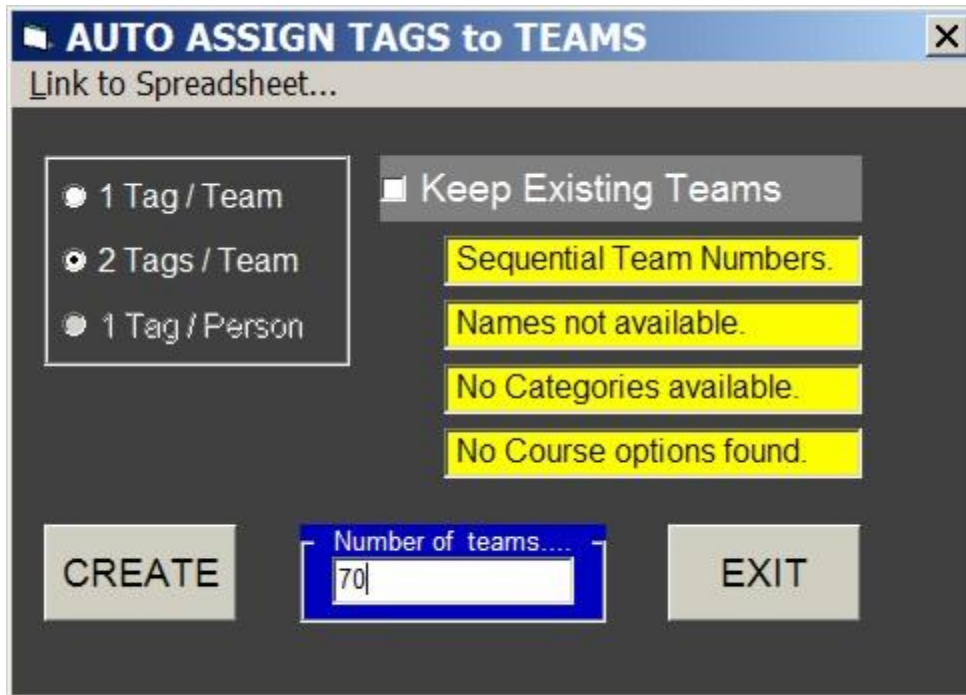 AUTO ASSIGN TAGS to TEAMS
Link to Spreadsheet...
1 Tag / Team
2 Tags / Team
1 Tag / Person
Keep Existing Teams
Sequential Team Numbers.
Names not available.
No Categories available.
No Course options found.
CREATE
Number of teams....
70
EXIT